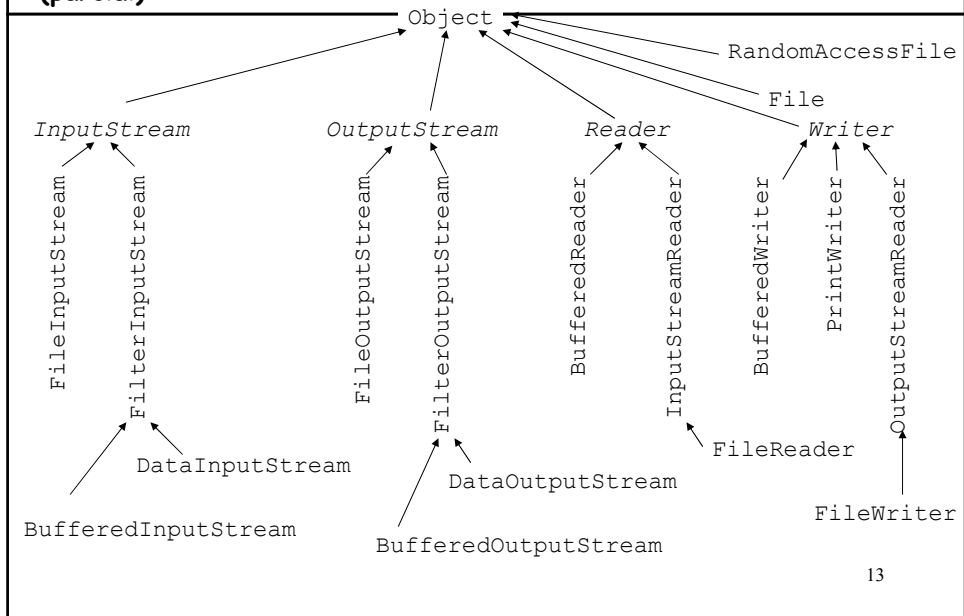 (partial)
Object
RandomAccessFile
File
InputStream
OutputStream
Reader
Writer
FileInputStream
FilterInputStream
FileOutputStream
FilterOutputStream
BufferedReader
InputStreamReader
BufferedWriter
PrintWriter
OutputStreamReader
DataInputStream
BufferedInputStream
DataOutputStream
BufferedOutputStream
FileReader
FileWriter
13